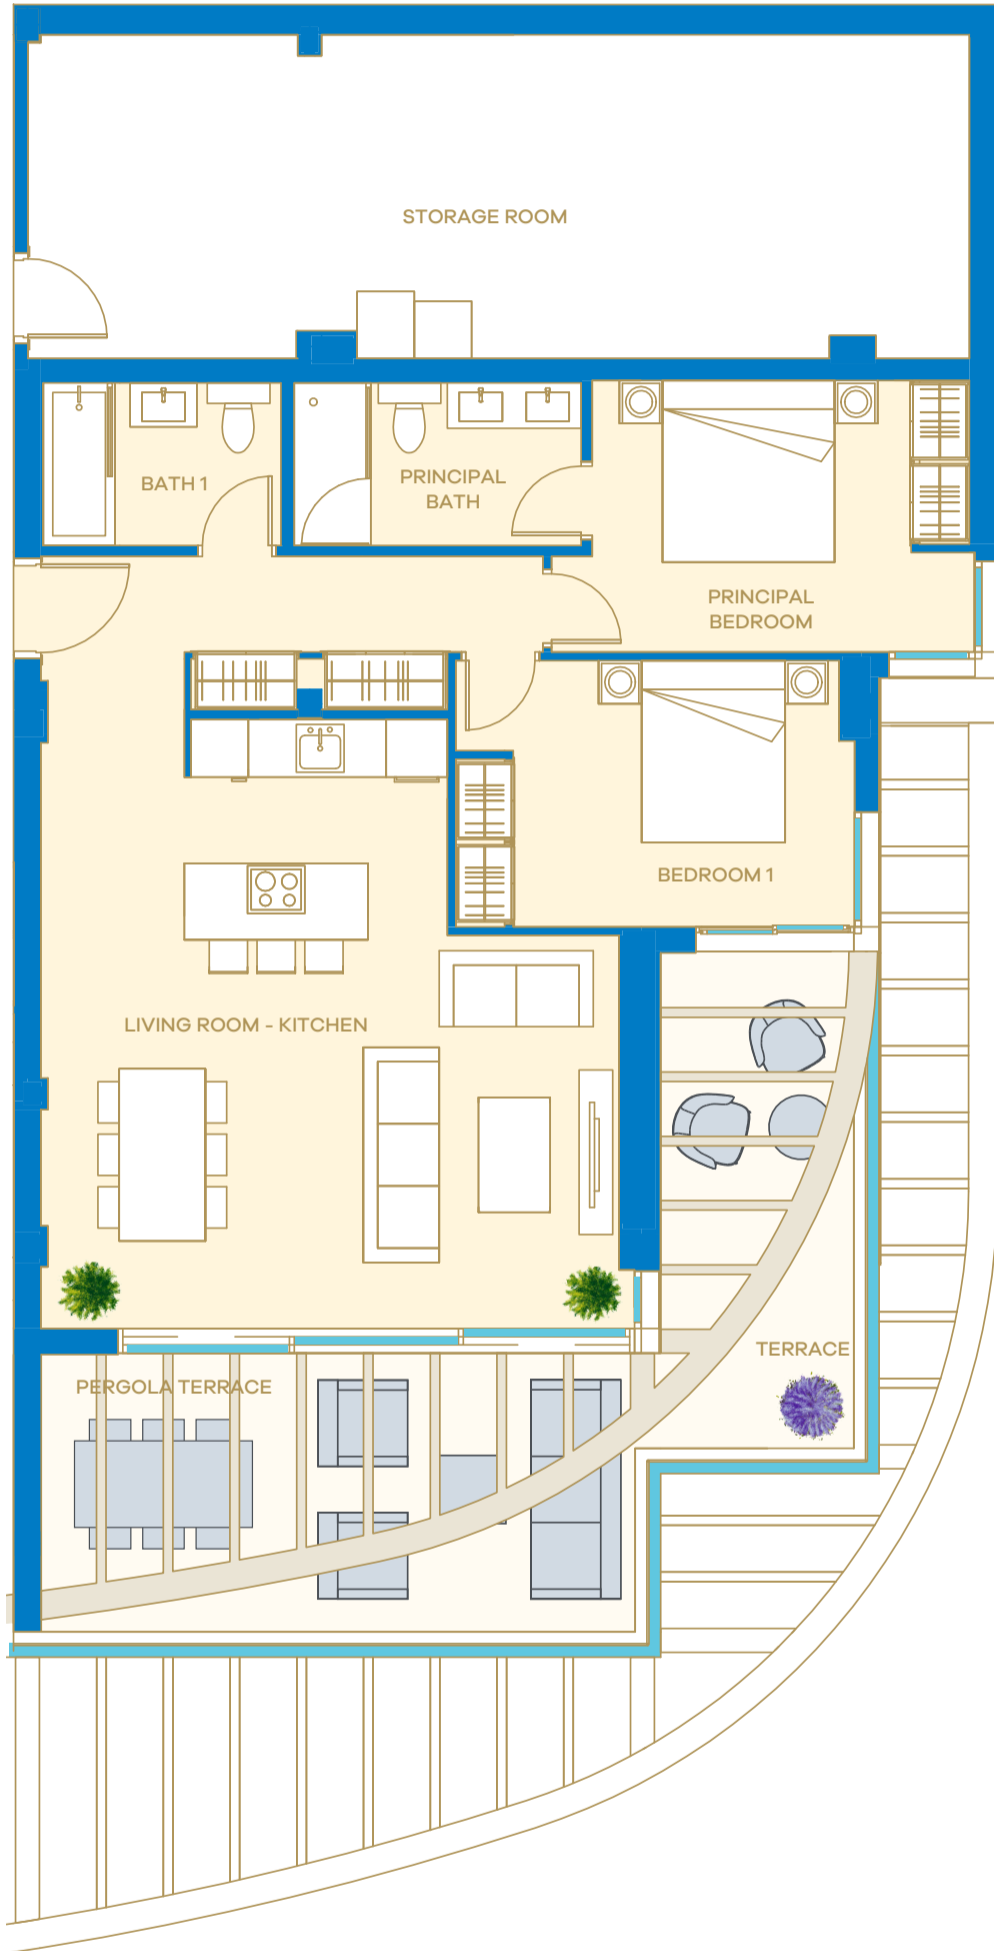 STORAGE ROOM
BATH 1
PRINCIPAL
BATH
PRINCIPAL
BEDROOM
BEDROOM 1
LIVING ROOM - KITCHEN
TERRACE
PERGOLA TERRACE